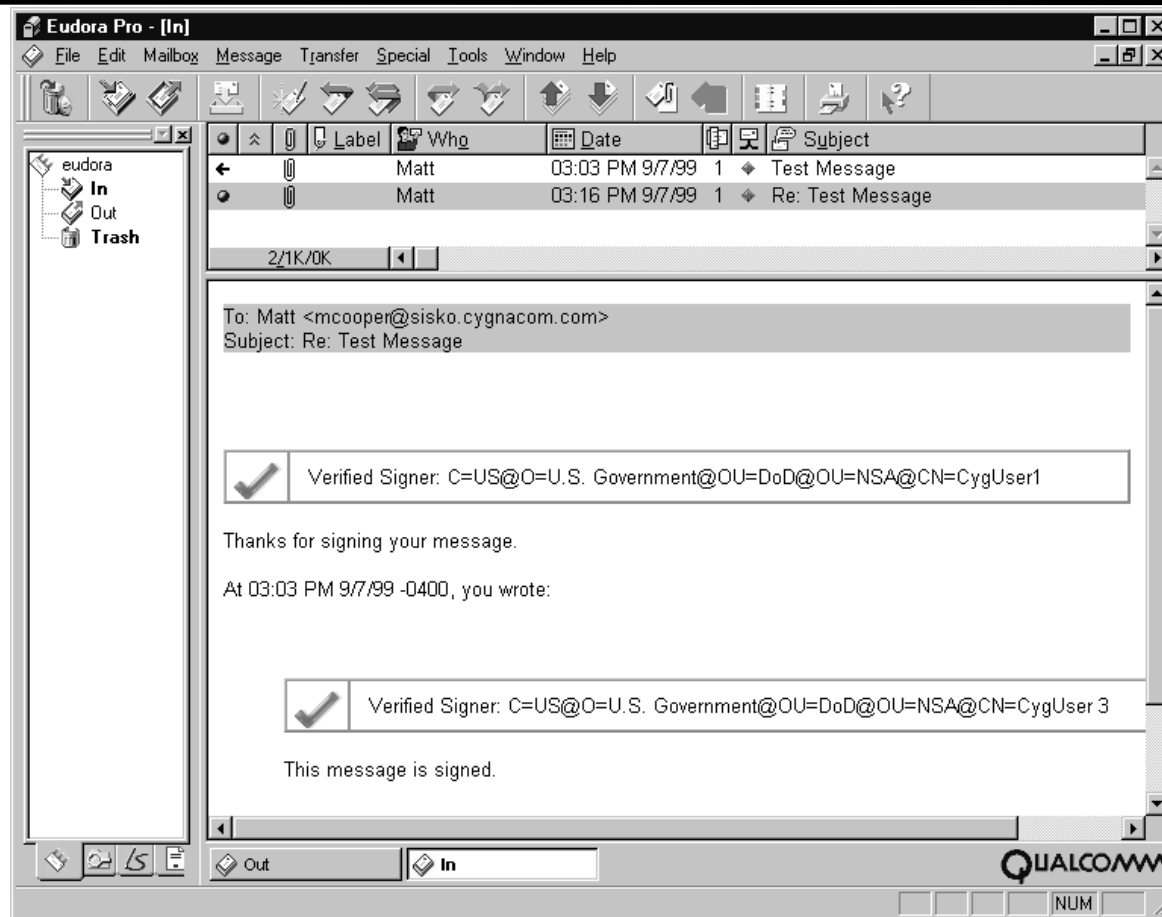 Eudora Pro - [In]
File Edit Mailbox Message Transfer Special Tools Window Help
Label Who Date Subject
Matt 03:03 PM 9/7/99 1 Test Message
Matt 03:16 PM 9/7/99 1 Re: Test Message
2/1K/0K
eudora
In
Out
Trash
To: Matt <mcooper@sisko.cygnacom.com>
Subject: Re: Test Message
Verified Signer: C=US@O=U.S. Government@OU=DoD@OU=NSA@CN=CygUser1
Thanks for signing your message.
At 03:03 PM 9/7/99 -0400, you wrote:
Verified Signer: C=US@O=U.S. Government@OU=DoD@OU=NSA@CN=CygUser 3
This message is signed.
Out In
QUALCOMM
NUM